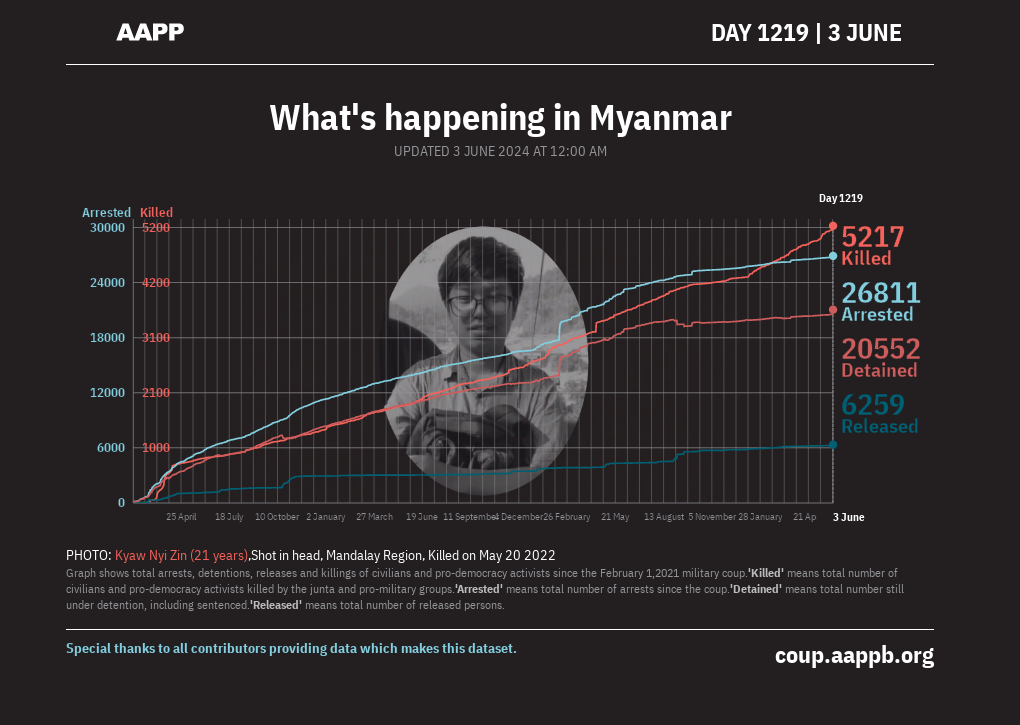 AAPP
DAY 1219 | 3 JUNE
What's happening in Myanmar
UPDATED 3 JUNE 2024 AT 12:00 AM
Day 1219
Arrested Killed
30000 5200
24000 4200
18000 3100
12000 2100
6000 1000
0
5217
Killed
26811
Arrested
20552
Detained
6259
Released
25 April 18 July 10 October 2 January 27 March 19 June 11 September 4 December 26 February 21 May 13 August 5 November 28 January 21 Ap 3 June
PHOTO: Kyaw Nyi Zin (21 years),Shot in head, Mandalay Region, Killed on May 20 2022
Graph shows total arrests, detentions, releases and killings of civilians and pro-democracy activists since the February 1,2021 military coup.'Killed' means total number of
civilians and pro-democracy activists killed by the junta and pro-military groups.'Arrested' means total number of arrests since the coup.'Detained' means total number still
under detention, including sentenced.'Released' means total number of released persons.
Special thanks to all contributors providing data which makes this dataset.
coup.aappb.org